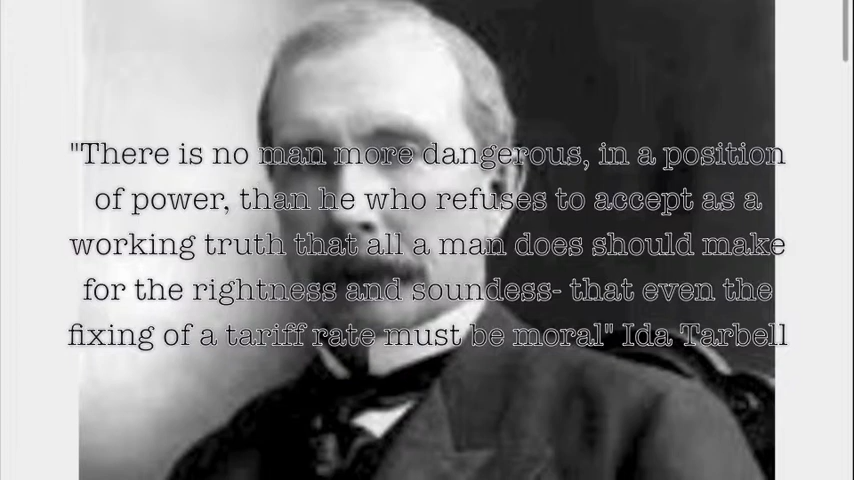 "There is no man more dangerous, in a position
of power, than he who refuses to accept as a
working truth that all a man does should make
for the rightness and soundess- that even the
fixing of a tariff rate must be moral" Ida Tarbell